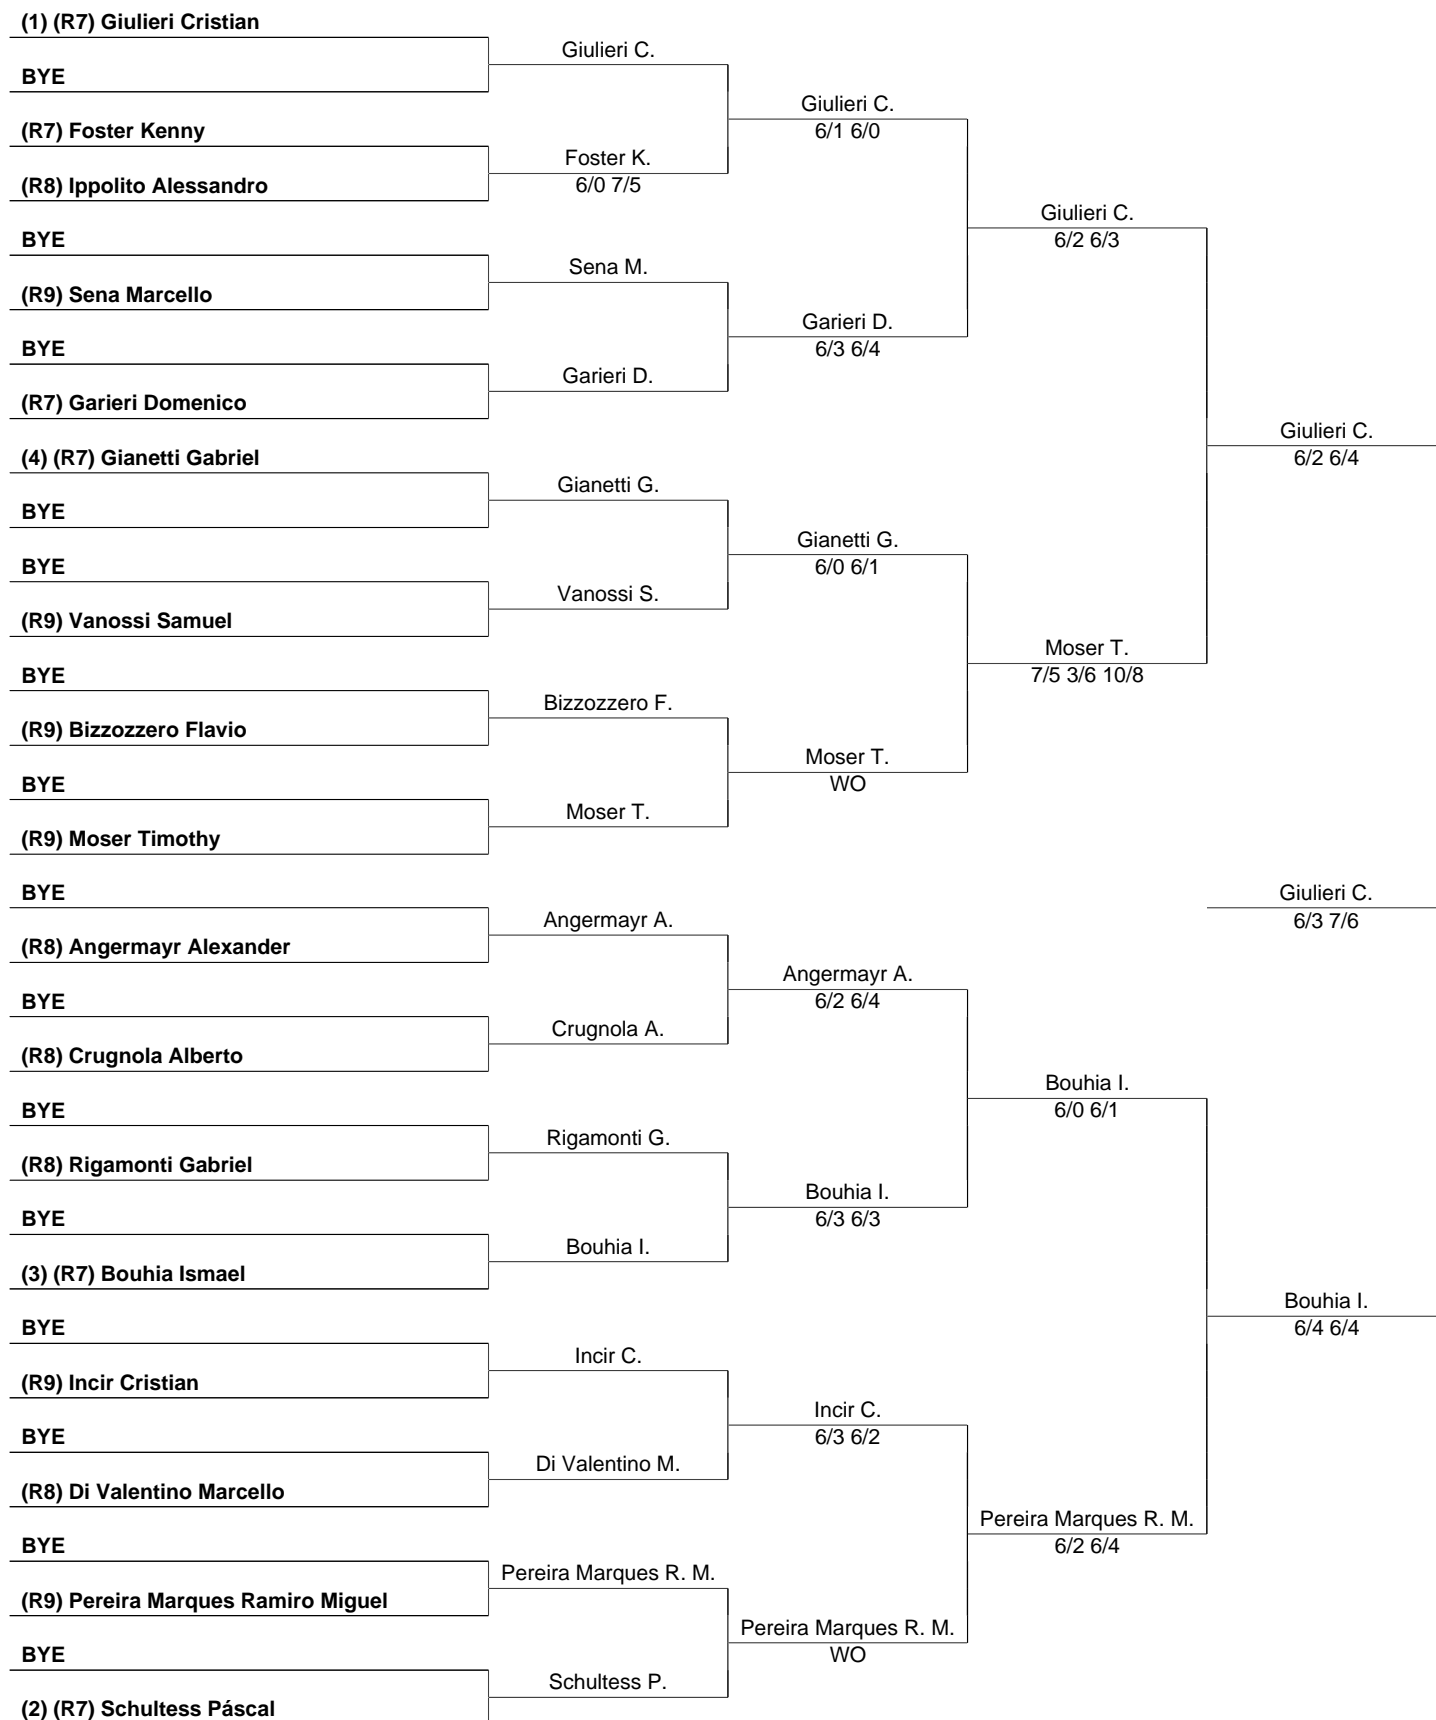 (1) (R7) Giulieri Cristian
BYE
(R7) Foster Kenny
(R8) Ippolito Alessandro
BYE
(R9) Sena Marcello
BYE
(R7) Garieri Domenico
(4) (R7) Gianetti Gabriel
BYE
BYE
(R9) Vanossi Samuel
BYE
(R9) Bizzozzero Flavio
BYE
(R9) Moser Timothy
BYE
(R8) Angermayr Alexander
BYE
(R8) Crugnola Alberto
BYE
(R8) Rigamonti Gabriel
BYE
(3) (R7) Bouhia Ismael
BYE
(R9) Incir Cristian
BYE
(R8) Di Valentino Marcello
BYE
(R9) Pereira Marques Ramiro Miguel
BYE
(2) (R7) Schultess Páscal
Giulieri C.
Foster K.
6/0 7/5
Sena M.
Garieri D.
Gianetti G.
Vanossi S.
Bizzozzero F.
Moser T.
Angermayr A.
Crugnola A.
Rigamonti G.
Bouhia I.
Incir C.
Di Valentino M.
Pereira Marques R. M.
Schultess P.
Giulieri C.
6/1 6/0
Garieri D.
6/3 6/4
Gianetti G.
6/0 6/1
Moser T.
WO
Angermayr A.
6/2 6/4
Bouhia I.
6/3 6/3
Incir C.
6/3 6/2
Pereira Marques R. M.
WO
Giulieri C.
6/2 6/3
Moser T.
7/5 3/6 10/8
Bouhia I.
6/0 6/1
Pereira Marques R. M.
6/2 6/4
Giulieri C.
6/2 6/4
Giulieri C.
6/3 7/6
Bouhia I.
6/4 6/4